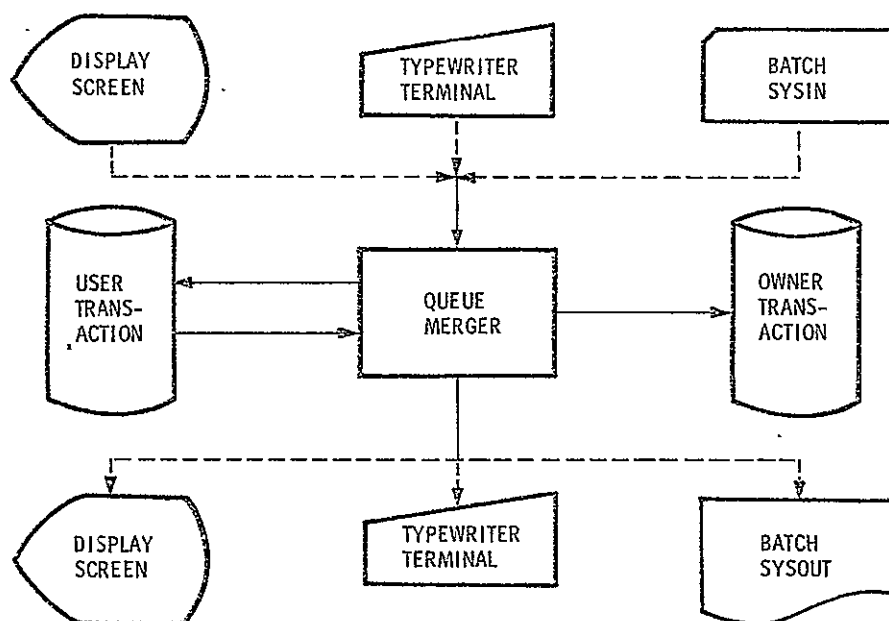 DISPLAY
SCREEN
TYPEWRITER
TERMINAL
BATCH
SYSIN
USER
TRANS-
ACTION
QUEUE
MERGER
OWNER
TRANS-
ACTION
DISPLAY
SCREEN
TYPEWRITER
TERMINAL
BATCH
SYSOUT